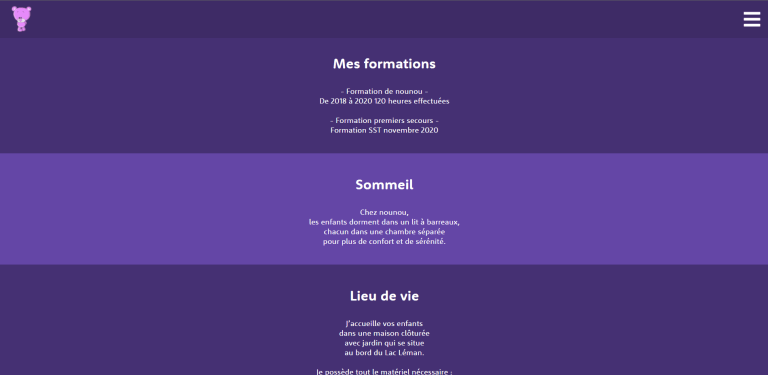 Mes formations
- Formation de nounou -
De 2018 à 2020 120 heures effectuées
- Formation premiers secours -
Formation SST novembre 2020
Sommeil
Chez nounou,
les enfants dorment dans un lit à barreaux,
chacun dans une chambre séparée
pour plus de confort et de sérénité.
Lieu de vie
J'accueille vos enfants
dans une maison clôturée
avec jardin qui se situe
au bord du Lac Léman.
Je possède tout le matériel nécessaire :